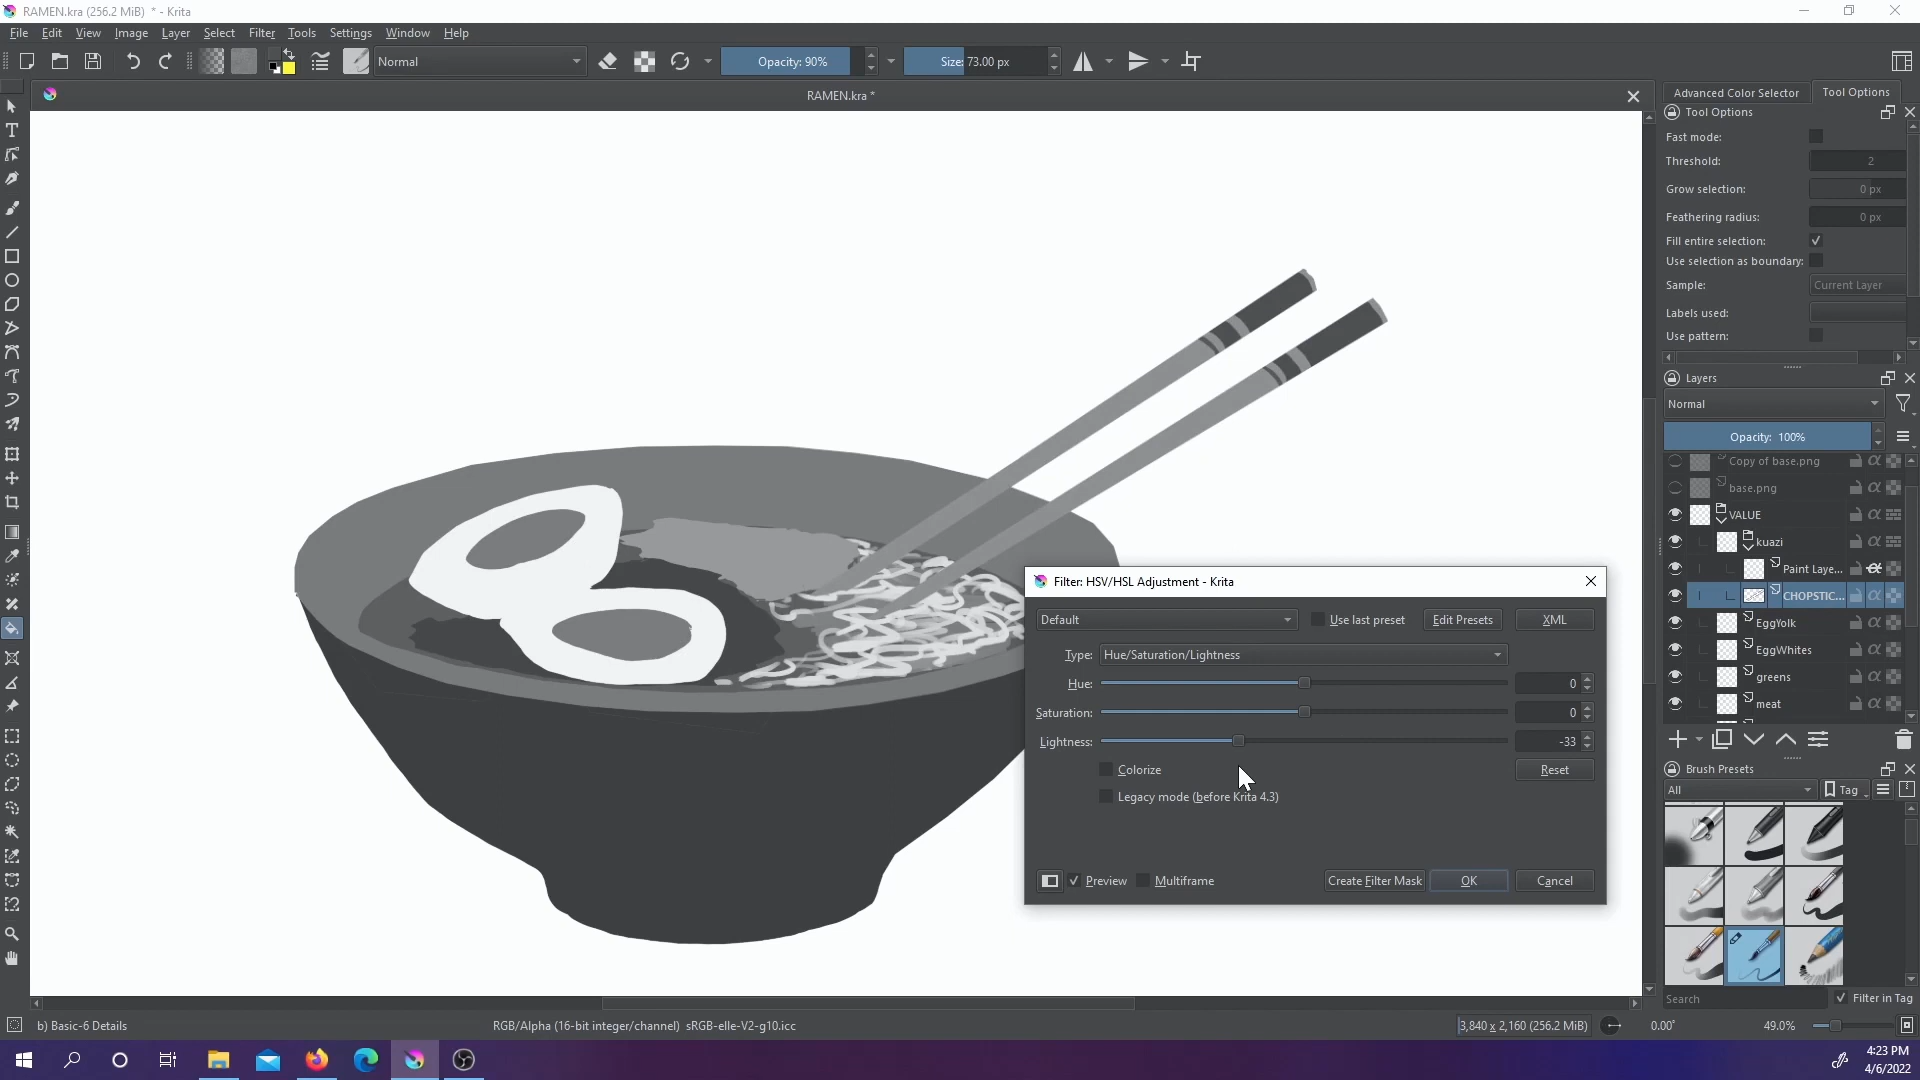 RAMEN.kra (256.2 MiB) * - Krita
File Edit View Image Layer Select Filter Tools Settings Window Help
Normal
Opacity: 90%
Size: 73.00 px
RAMEN.kra *
Advanced Color Selector
Tool Options
Tool Options
Fast mode:
Threshold: 2
Grow selection: 0 px
Feathering radius: 0 px
Fill entire selection:
Use selection as boundary:
Sample: Current Layer
Labels used:
Use pattern:
Layers
Normal
Opacity: 100%
Copy of base.png
base.png
VALUE
kuazi
Paint Laye...
CHOPSTIC...
EggYolk
EggWhites
greens
meat
Brush Presets
All
Tag
Search
Filter in Tag
Filter: HSV/HSL Adjustment - Krita
Default
Use last preset
Edit Presets
XML
Type: Hue/Saturation/Lightness
Hue: 0
Saturation: 0
Lightness: -33
Colorize
Reset
Legacy mode (before Krita 4.3)
Preview
Multiframe
Create Filter Mask
OK
Cancel
b) Basic-6 Details
RGB/Alpha (16-bit integer/channel) sRGB-elle-V2-g10.icc
3,840 x 2,160 (256.2 MiB)
0.00°
49.0%
4:23 PM
4/6/2022